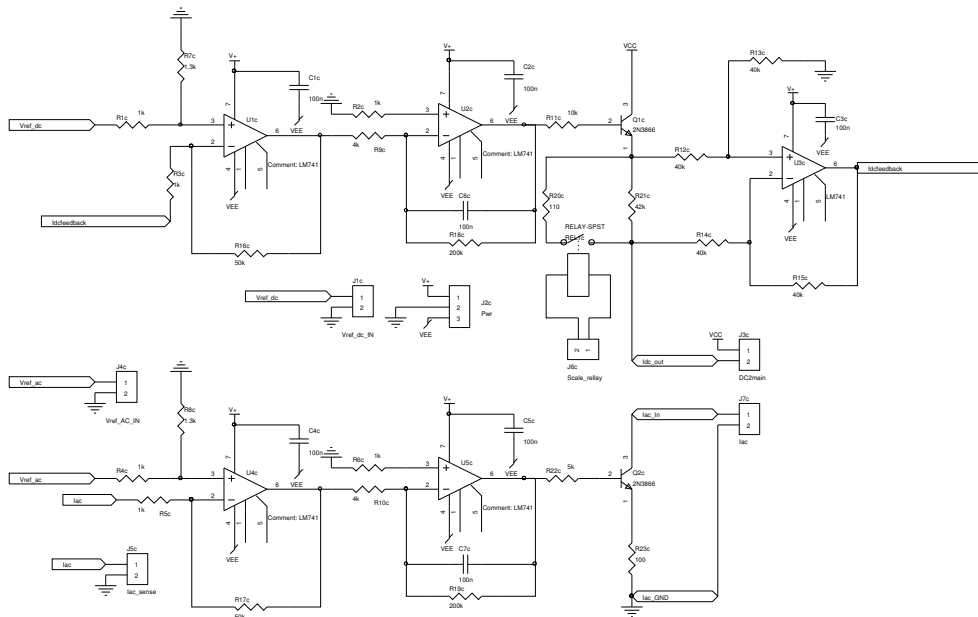 R7c
1.3k
V+
C1c
100n
VEE
7
Vref_dc
R1c
1k
3
2
U1c
6
4
1
5
Comment: LM741
VEE
R3c
1k
Idcfeedback
R16c
50k
R2c
1k
4k
R9c
V+
C2c
100n
VEE
7
3
2
U2c
6
4
1
5
Comment: LM741
VEE
C6c
100n
R18c
200k
R11c
10k
VCC
3
2
Q1c
2N3866
1
R20c
110
R21c
42k
RELAY-SPST
REL1c
2
1
J6c
Scale_rellay
R12c
40k
R13c
40k
V+
C3c
100n
VEE
7
3
2
U3c
6
4
1
5
LM741
VEE
Idcfeedback
R14c
40k
R15c
40k
Vref_dc
J1c
1
2
Vref_dc_IN
V+
VEE
J2c
1
2
3
Pwr
Idc_out
VCC
J3c
1
2
DC2main
Vref_ac
J4c
1
2
Vref_AC_IN
R8c
1.3k
V+
C4c
100n
VEE
7
Vref_ac
R4c
1k
Iac
1k
R5c
3
2
U4c
6
4
1
5
Comment: LM741
VEE
R17c
50k
Iac
J5c
1
2
Iac_sense
R6c
1k
4k
R10c
V+
C5c
100n
VEE
7
3
2
U5c
6
4
1
5
Comment: LM741
VEE
C7c
100n
R19c
200k
R22c
5k
3
2
Q2c
2N3866
1
R23c
100
Iac_In
Iac_GND
J7c
1
2
Iac